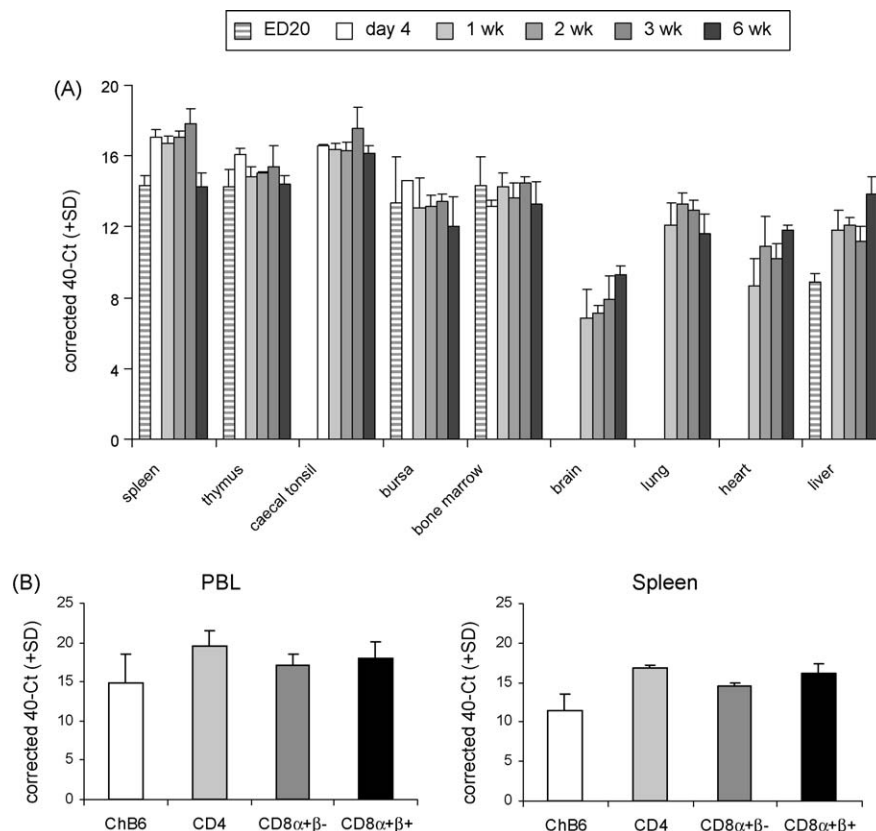 ED20 day 4 1 wk 2 wk 3 wk 6 wk
(A)
corrected 40-Ct (+SD)
20
16
12
8
4
0
spleen thymus caecal tonsil bursa bone marrow brain lung heart liver
(B)
PBL
corrected 40-Ct (+SD)
25
20
15
10
5
0
ChB6 CD4 CD8α+β- CD8α+β+
Spleen
corrected 40-Ct (+SD)
25
20
15
10
5
0
ChB6 CD4 CD8α+β- CD8α+β+